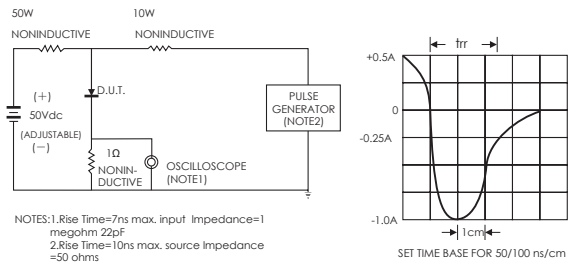 50W
NONINDUCTIVE
10W
NONINDUCTIVE
(+)
50Vdc
(ADJUSTABLE)
(−)
D.U.T.
1Ω
NONIN-
DUCTIVE
OSCILLOSCOPE
(NOTE1)
PULSE
GENERATOR
(NOTE2)
NOTES:1.Rise Time=7ns max. input Impedance=1
megohm 22pF
2.Rise Time=10ns max. source Impedance
=50 ohms
trr
+0.5A
0
-0.25A
-1.0A
1cm
SET TIME BASE FOR 50/100 ns/cm